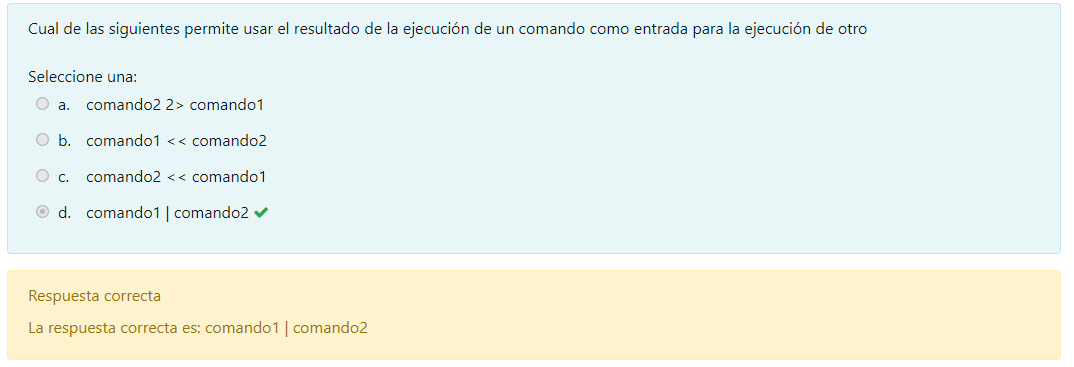 Cual de las siguientes permite usar el resultado de la ejecución de un comando como entrada para la ejecución de otro
Seleccione una:
a. comando2 2> comando1
b. comando1 << comando2
c. comando2 << comando1
d. comando1 | comando2
Respuesta correcta
La respuesta correcta es: comando1 | comando2